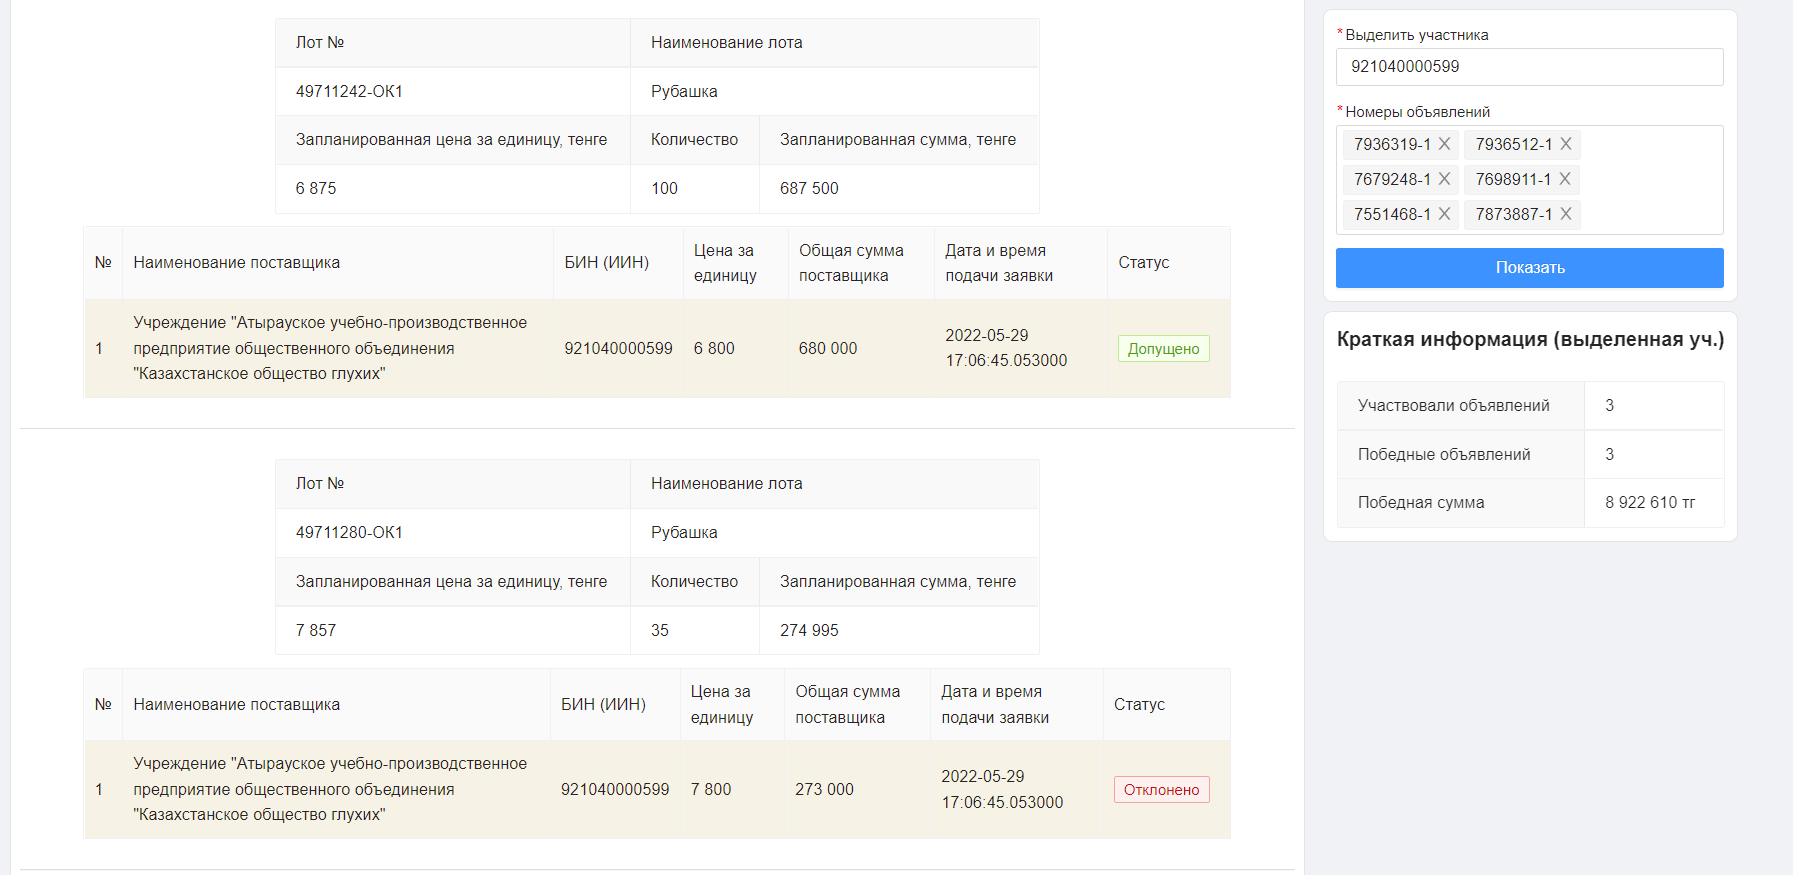 Лот № Наименование лота
49711242-ОК1 Рубашка
Запланированная цена за единицу, тенге Количество Запланированная сумма, тенге
6 875 100 687 500
№ Наименование поставщика БИН (ИИН) Цена за единицу Общая сумма поставщика Дата и время подачи заявки Статус
1 Учреждение "Атырауское учебно-производственное
предприятие общественного объединения
"Казахстанское общество глухих"
921040000599 6 800 680 000 2022-05-29 17:06:45.053000 Допущено
Лот № Наименование лота
49711280-ОК1 Рубашка
Запланированная цена за единицу, тенге Количество Запланированная сумма, тенге
7 857 35 274 995
№ Наименование поставщика БИН (ИИН) Цена за единицу Общая сумма поставщика Дата и время подачи заявки Статус
1 Учреждение "Атырауское учебно-производственное
предприятие общественного объединения
"Казахстанское общество глухих"
921040000599 7 800 273 000 2022-05-29 17:06:45.053000 Отклонено
* Выделить участника
921040000599
* Номеры объявлений
7936319-1 7936512-1
7679248-1 7698911-1
7551468-1 7873887-1
Показать
Краткая информация (выделенная уч.)
Участвовали объявлений 3
Победные объявлений 3
Победная сумма 8 922 610 тг